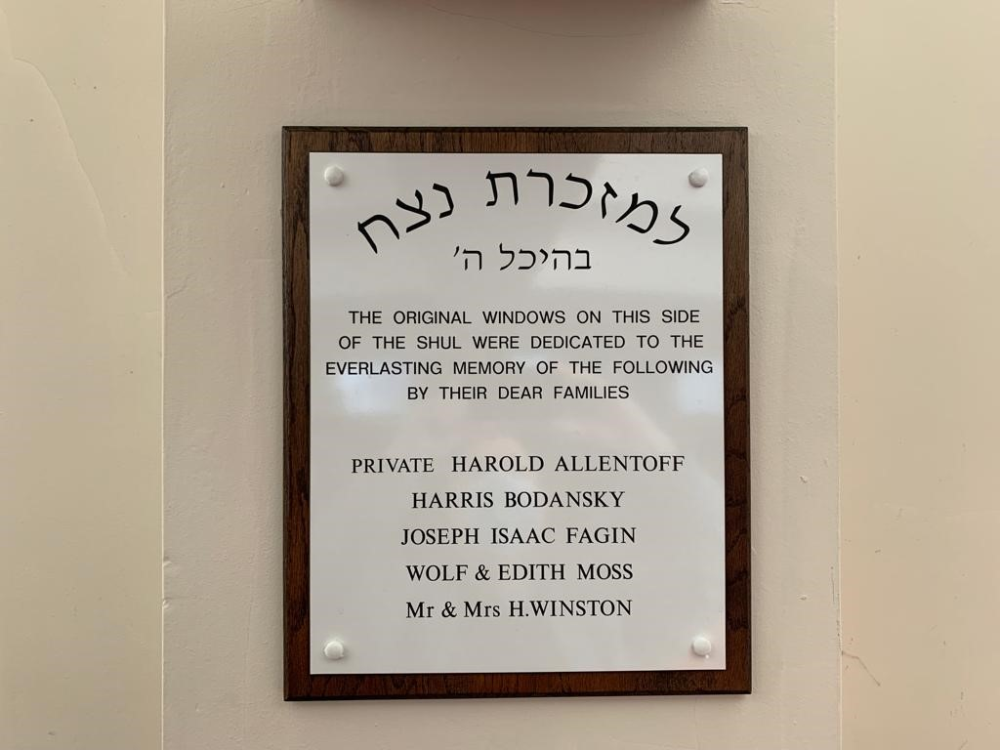 למזכרת נצח
בהיכל ה'
THE ORIGINAL WINDOWS ON THIS SIDE
OF THE SHUL WERE DEDICATED TO THE
EVERLASTING MEMORY OF THE FOLLOWING
BY THEIR DEAR FAMILIES
PRIVATE HAROLD ALLENTOFF
HARRIS BODANSKY
JOSEPH ISAAC FAGIN
WOLF & EDITH MOSS
Mr & Mrs H.WINSTON